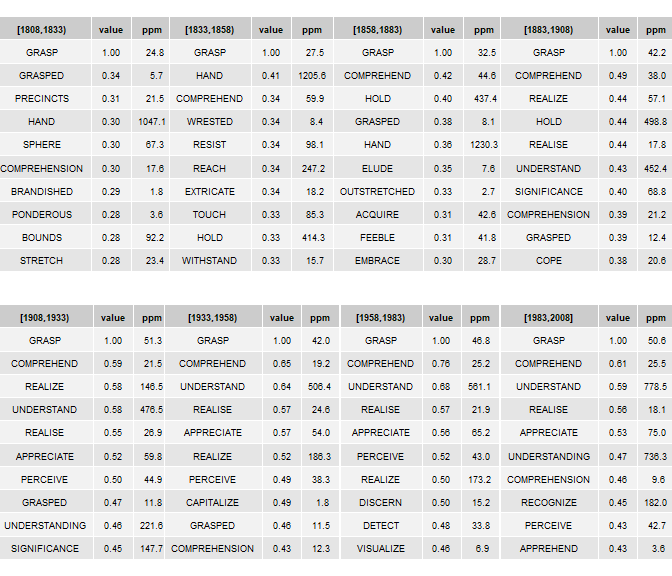 [1808,1833) value ppm [1833,1858) value ppm [1858,1883) value ppm [1883,1908) value ppm
GRASP 1.00 24.8 GRASP 1.00 27.5 GRASP 1.00 32.5 GRASP 1.00 42.2
GRASPED 0.34 5.7 HAND 0.41 1205.6 COMPREHEND 0.42 44.6 COMPREHEND 0.49 38.0
PRECINCTS 0.31 21.5 COMPREHEND 0.34 59.9 HOLD 0.40 437.4 REALIZE 0.44 57.1
HAND 0.30 1047.1 WRESTED 0.34 8.4 GRASPED 0.38 8.1 HOLD 0.44 498.8
SPHERE 0.30 67.3 RESIST 0.34 98.1 HAND 0.36 1230.3 REALISE 0.44 17.8
COMPREHENSION 0.30 17.6 REACH 0.34 247.2 ELUDE 0.35 7.6 UNDERSTAND 0.43 452.4
BRANDISHED 0.29 1.8 EXTRICATE 0.34 18.2 OUTSTRETCHED 0.33 2.7 SIGNIFICANCE 0.40 68.8
PONDEROUS 0.28 3.6 TOUCH 0.33 85.3 ACQUIRE 0.31 42.6 COMPREHENSION 0.39 21.2
BOUNDS 0.28 92.2 HOLD 0.33 414.3 FEEBLE 0.31 41.8 GRASPED 0.39 12.4
STRETCH 0.28 23.4 WITHSTAND 0.33 15.7 EMBRACE 0.30 28.7 COPE 0.38 20.6
[1908,1933) value ppm [1933,1958) value ppm [1958,1983) value ppm [1983,2008] value ppm
GRASP 1.00 51.3 GRASP 1.00 42.0 GRASP 1.00 46.8 GRASP 1.00 50.6
COMPREHEND 0.59 21.5 COMPREHEND 0.65 19.2 COMPREHEND 0.76 25.2 COMPREHEND 0.61 25.5
REALIZE 0.58 146.5 UNDERSTAND 0.64 506.4 UNDERSTAND 0.68 561.1 UNDERSTAND 0.59 778.5
UNDERSTAND 0.58 476.5 REALISE 0.57 24.6 REALISE 0.57 21.9 REALISE 0.56 18.1
REALISE 0.55 26.9 APPRECIATE 0.57 54.0 APPRECIATE 0.56 65.2 APPRECIATE 0.53 75.0
APPRECIATE 0.52 59.8 REALIZE 0.52 186.3 PERCEIVE 0.52 43.0 UNDERSTANDING 0.47 736.3
PERCEIVE 0.50 44.9 PERCEIVE 0.49 38.3 REALIZE 0.50 173.2 COMPREHENSION 0.46 9.6
GRASPED 0.47 11.8 CAPITALIZE 0.49 1.8 DISCERN 0.50 15.2 RECOGNIZE 0.45 182.0
UNDERSTANDING 0.46 221.6 GRASPED 0.46 11.5 DETECT 0.48 33.8 PERCEIVE 0.43 42.7
SIGNIFICANCE 0.45 147.7 COMPREHENSION 0.43 12.3 VISUALIZE 0.46 6.9 APPREHEND 0.43 3.6